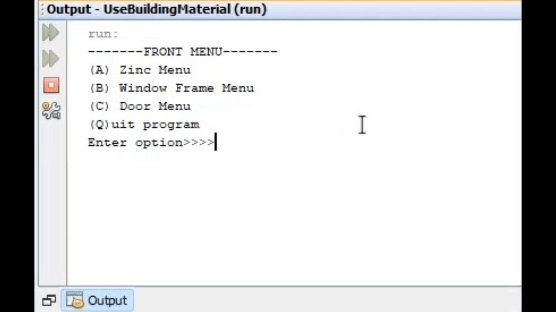 Output - UseBuildingMaterial (run)
run:
-------FRONT MENU-------
(A) Zinc Menu
(B) Window Frame Menu
(C) Door Menu
(Q)uit program
Enter option>>>>
Output